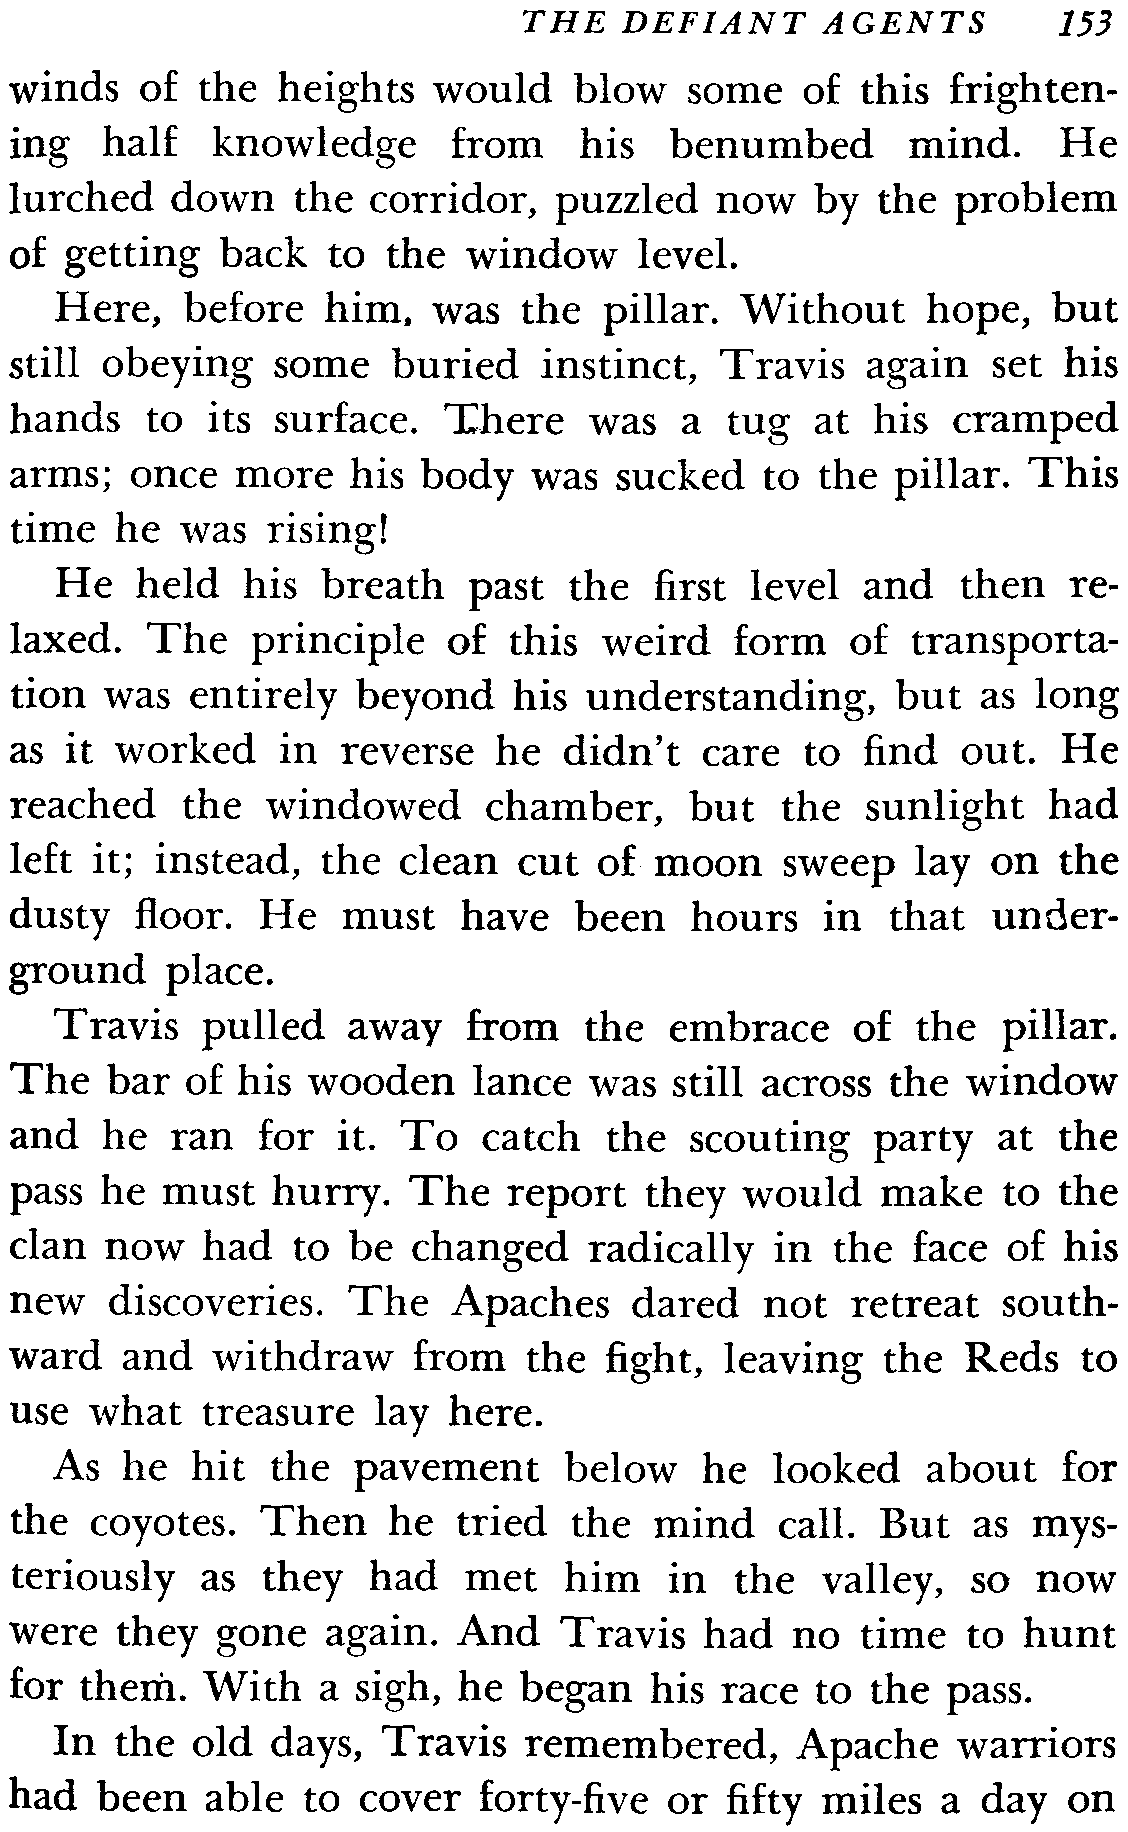 THE DEFIANT AGENTS 153
winds of the heights would blow some of this frighten-
ing half knowledge from his benumbed mind. He
lurched down the corridor, puzzled now by the problem
of getting back to the window level.
Here, before him, was the pillar. Without hope, but
still obeying some buried instinct, Travis again set his
hands to its surface. There was a tug at his cramped
arms; once more his body was sucked to the pillar. This
time he was rising!
He held his breath past the first level and then re-
laxed. The principle of this weird form of transporta-
tion was entirely beyond his understanding, but as long
as it worked in reverse he didn't care to find out. He
reached the windowed chamber, but the sunlight had
left it; instead, the clean cut of moon sweep lay on the
dusty floor. He must have been hours in that under-
ground place.
Travis pulled away from the embrace of the pillar.
The bar of his wooden lance was still across the window
and he ran for it. To catch the scouting party at the
pass he must hurry. The report they would make to the
clan now had to be changed radically in the face of his
new discoveries. The Apaches dared not retreat south-
ward and withdraw from the fight, leaving the Reds to
use what treasure lay here.
As he hit the pavement below he looked about for
the coyotes. Then he tried the mind call. But as mys-
teriously as they had met him in the valley, so now
were they gone again. And Travis had no time to hunt
for them. With a sigh, he began his race to the pass.
In the old days, Travis remembered, Apache warriors
had been able to cover forty-five or fifty miles a day on